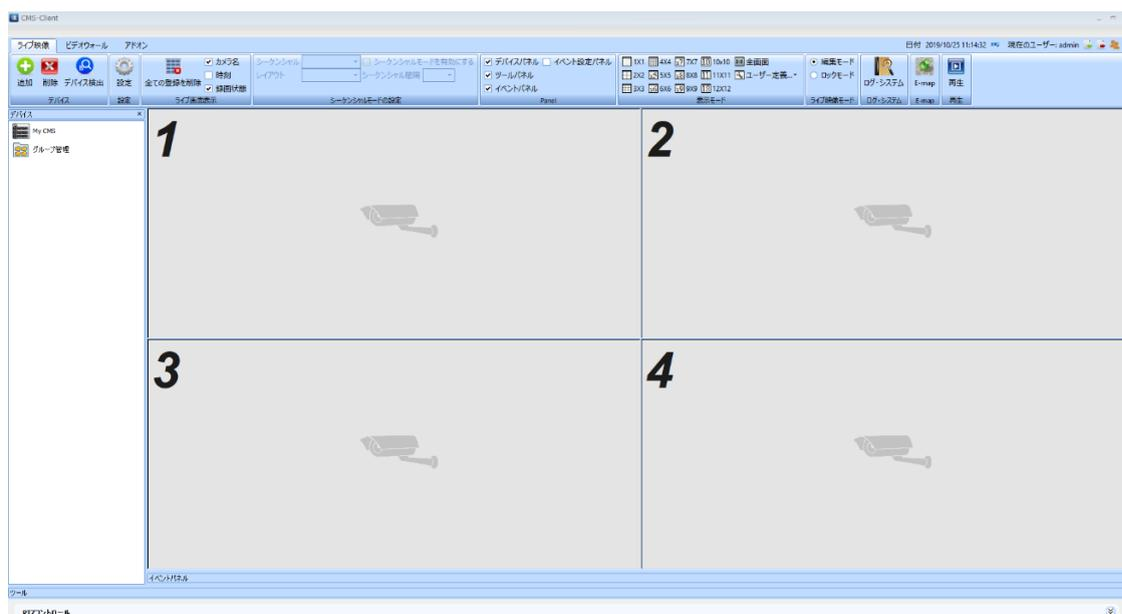 CMS-Client
ライブ映像 ビデオウォール アドオン 日付 2019/10/25 11:14:32 現在のユーザー: admin
カメラ名 シーケンシャル シーケンシャルモードを有効にする デバイスパネル イベント設定パネル 1X1 4X4 7X7 10x10 全画面 編集モード
追加 削除 デバイス検出 設定 全ての登録を削除 時刻 レイアウト シーケンシャル間隔 ツールパネル 2X2 5X5 8X8 11X11 ユーザー定義... ロックモード ログ・システム E-map 再生
録画状態 イベントパネル 3X3 6X6 9X9 12X12
デバイス 設定 ライブ画面表示 シーケンシャルモードの設定 Panel 表示モード ライブ映像モード ログ・システム E-map 再生
デバイス
My CMS
グループ管理
1 2
3 4
イベントパネル
ツール
PTZコントロール